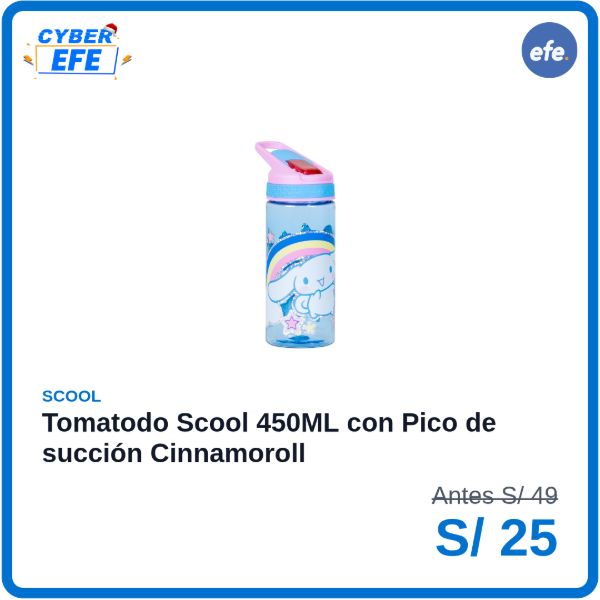 CYBER
EFE
efe.
SCOOL
Tomatodo Scool 450ML con Pico de
succión Cinnamoroll
Antes S/ 49
S/ 25